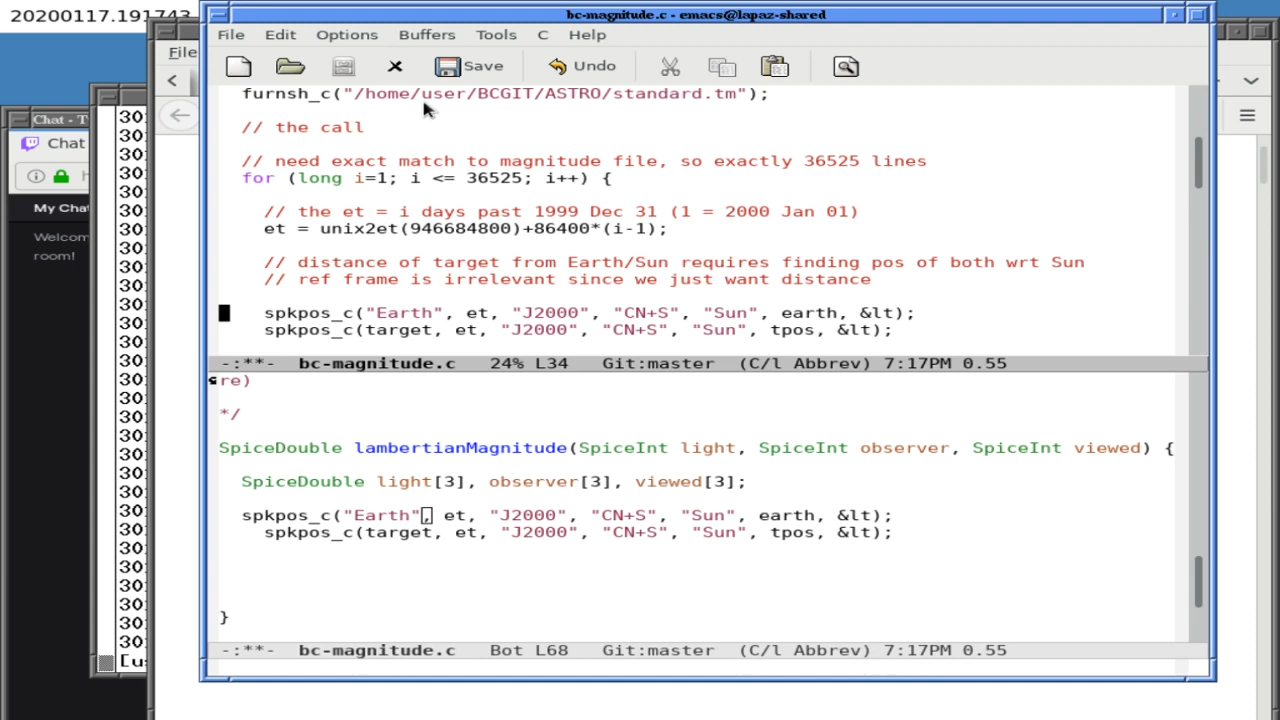 20200117.191743
bc-magnitude.c - emacs@lapaz-shared
File Edit Options Buffers Tools C Help
Save Undo
File
Chat - T
Chat
My Cha
Welcom
room!
furnsh_c("/home/user/BCGIT/ASTRO/standard.tm");
// the call
// need exact match to magnitude file, so exactly 36525 lines
for (long i=1; i <= 36525; i++) {
// the et = i days past 1999 Dec 31 (1 = 2000 Jan 01)
et = unix2et(946684800)+86400*(i-1);
// distance of target from Earth/Sun requires finding pos of both wrt Sun
// ref frame is irrelevant since we just want distance
spkpos_c("Earth", et, "J2000", "CN+S", "Sun", earth, &lt);
spkpos_c(target, et, "J2000", "CN+S", "Sun", tpos, &lt);
-:**- bc-magnitude.c 24% L34 Git:master (C/l Abbrev) 7:17PM 0.55
re)
*/
SpiceDouble lambertianMagnitude(SpiceInt light, SpiceInt observer, SpiceInt viewed) {
SpiceDouble light[3], observer[3], viewed[3];
spkpos_c("Earth", et, "J2000", "CN+S", "Sun", earth, &lt);
spkpos_c(target, et, "J2000", "CN+S", "Sun", tpos, &lt);
}
-:**- bc-magnitude.c Bot L68 Git:master (C/l Abbrev) 7:17PM 0.55